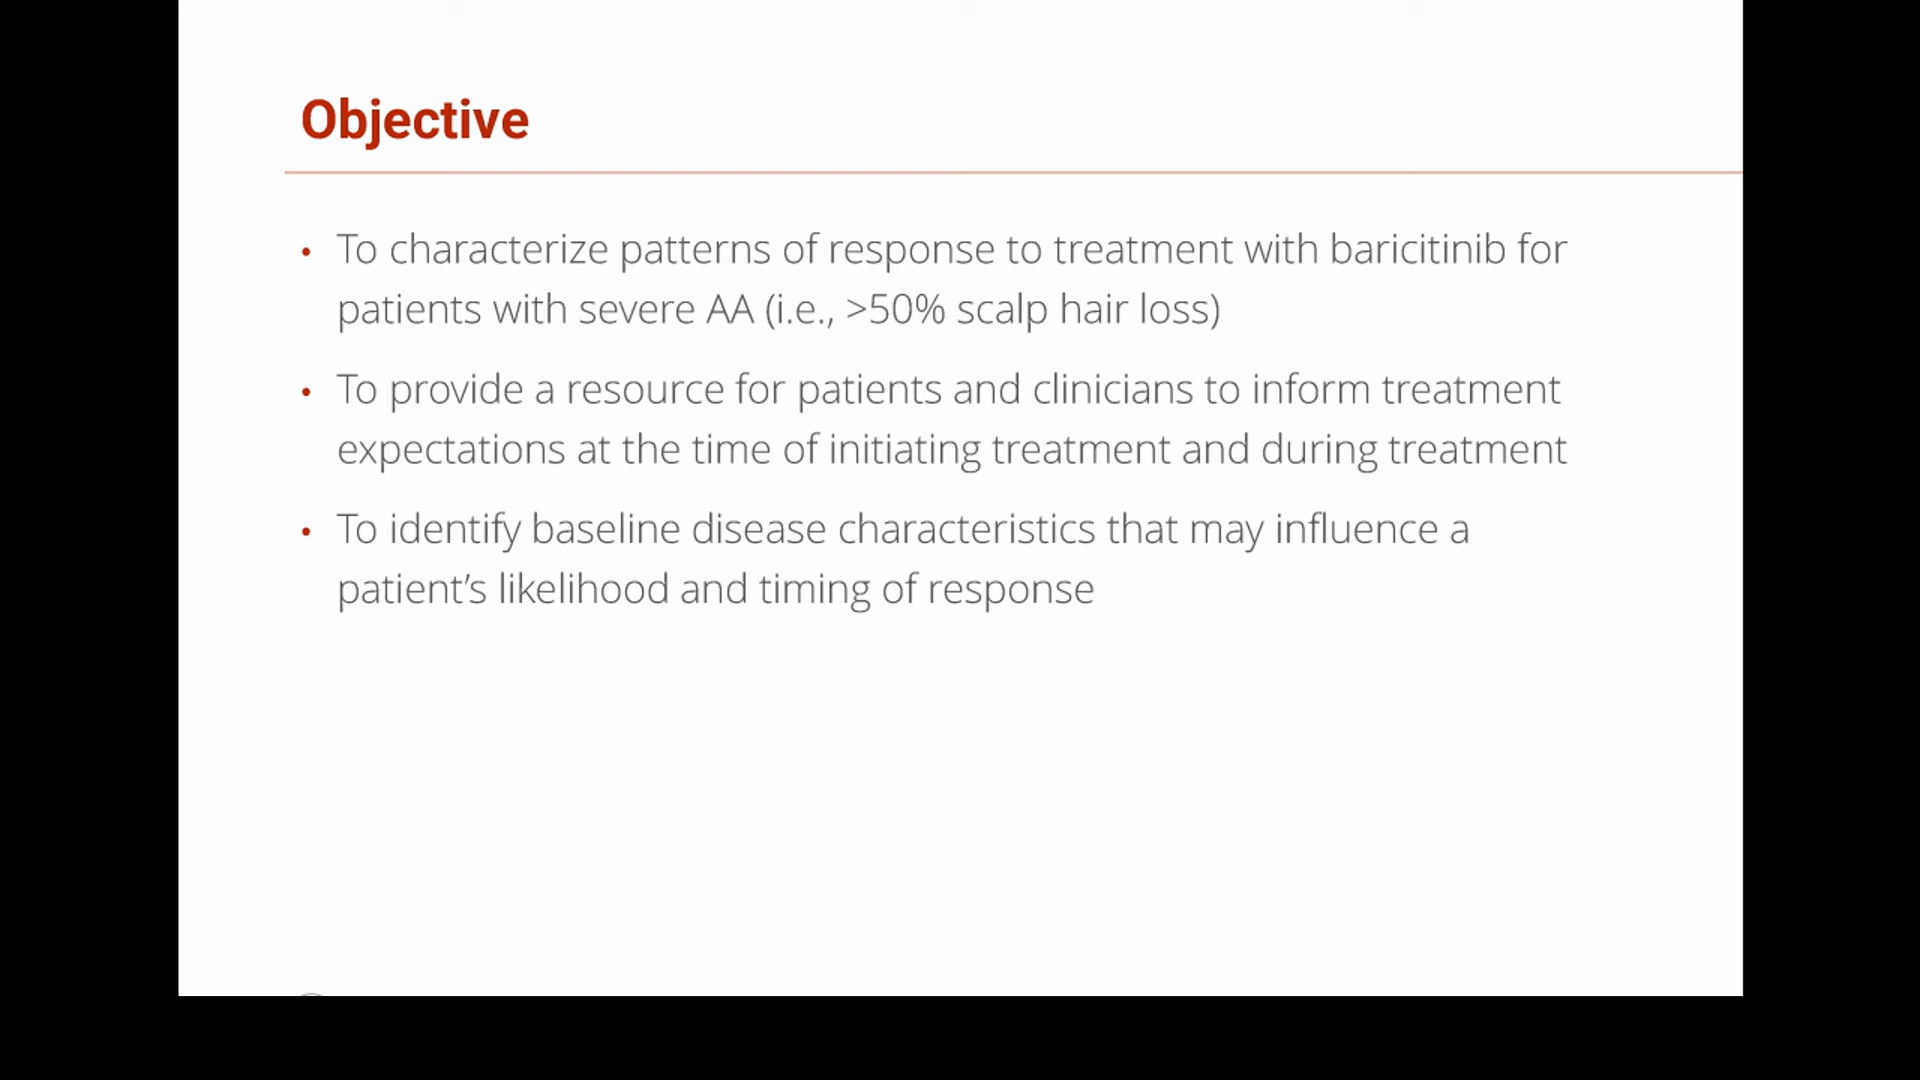 Objective
• To characterize patterns of response to treatment with baricitinib for
patients with severe AA (i.e., >50% scalp hair loss)
• To provide a resource for patients and clinicians to inform treatment
expectations at the time of initiating treatment and during treatment
• To identify baseline disease characteristics that may influence a
patient’s likelihood and timing of response